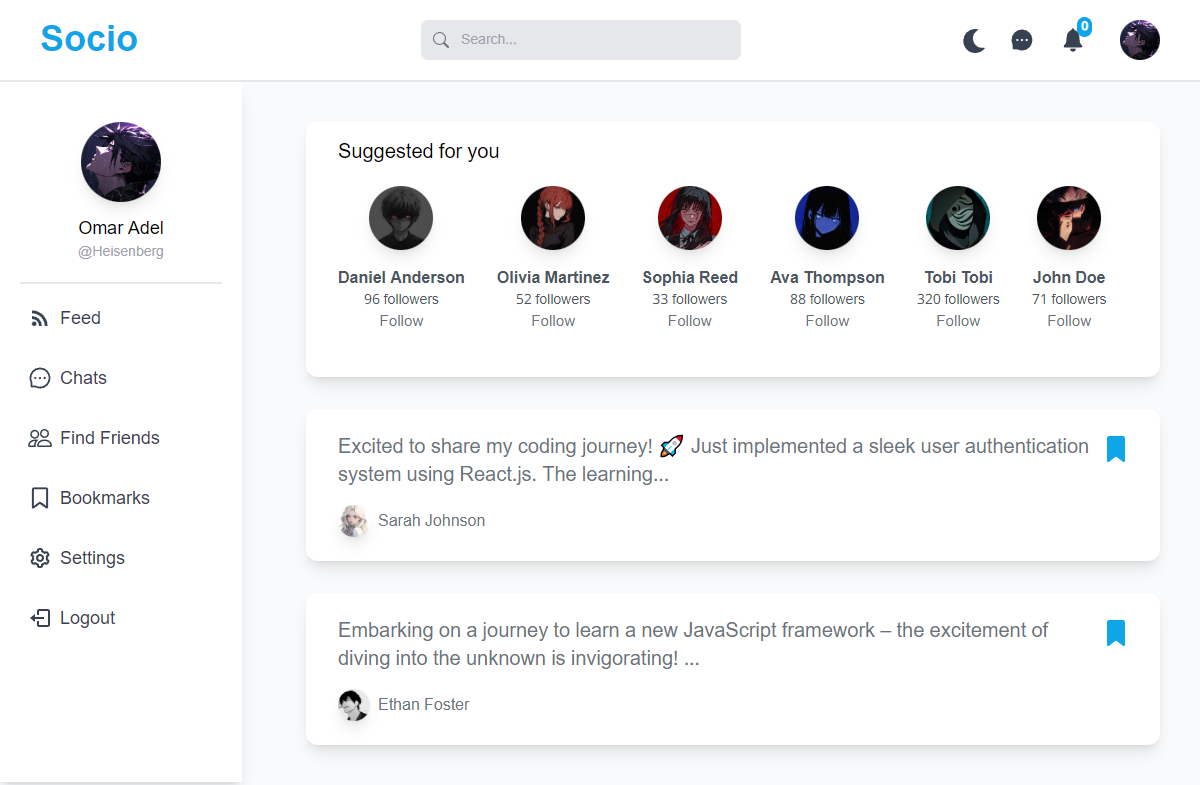 Socio
Search...
0
Omar Adel
@Heisenberg
Feed
Chats
Find Friends
Bookmarks
Settings
Logout
Suggested for you
Daniel Anderson
96 followers
Follow
Olivia Martinez
52 followers
Follow
Sophia Reed
33 followers
Follow
Ava Thompson
88 followers
Follow
Tobi Tobi
320 followers
Follow
John Doe
71 followers
Follow
Excited to share my coding journey! 🚀 Just implemented a sleek user authentication
system using React.js. The learning...
Sarah Johnson
Embarking on a journey to learn a new JavaScript framework – the excitement of
diving into the unknown is invigorating! ...
Ethan Foster